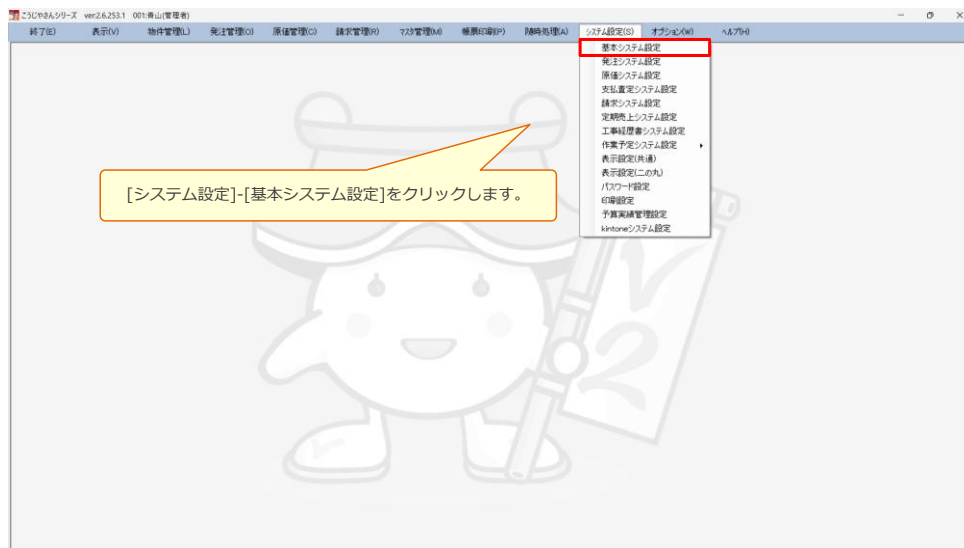 こうじやさんシリーズ ver.2.6.253.1 001:青山(管理者)
終了(E) 表示(V) 物件管理(L) 発注管理(O) 原価管理(C) 請求管理(R) マスタ管理(M) 帳票印刷(P) 随時処理(A) システム設定(S) オプション(W) ヘルプ(H)
基本システム設定
発注システム設定
原価システム設定
支払査定システム設定
請求システム設定
定期売上システム設定
工事経歴書システム設定
作業予定システム設定
表示設定(共通)
表示設定(二の丸)
パスワード設定
印刷設定
予算実績管理設定
kintoneシステム設定
[システム設定]-[基本システム設定]をクリックします。
V2